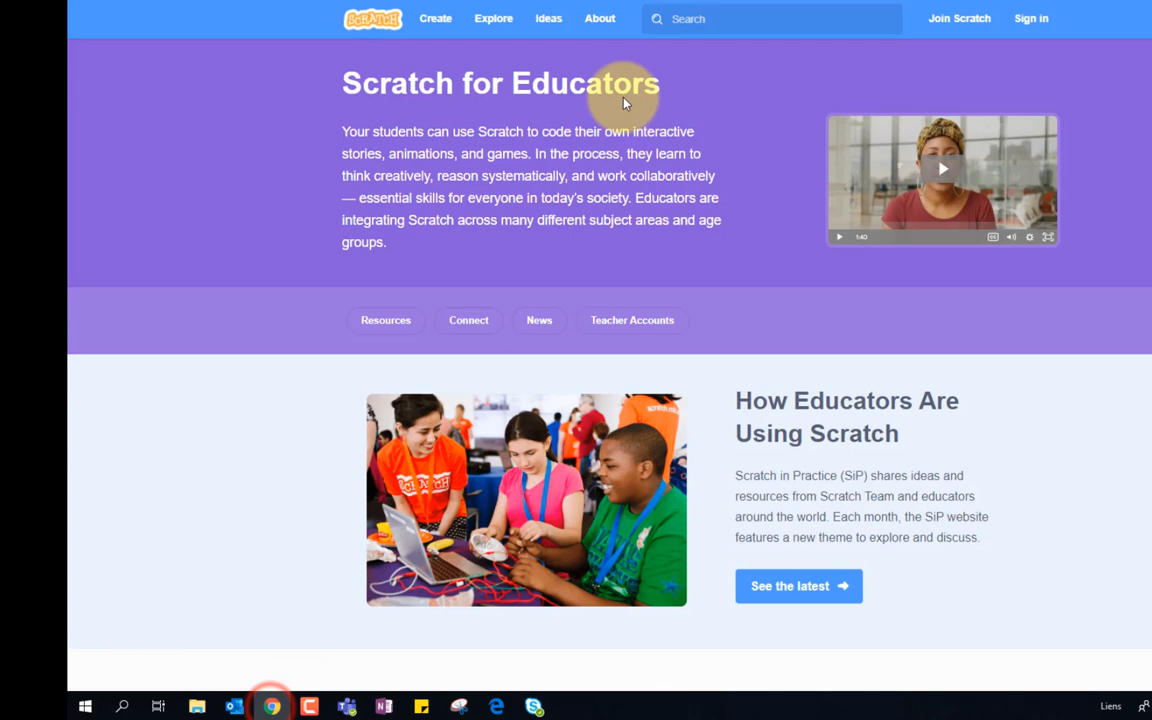 SCRATCH Create Explore Ideas About Search Join Scratch Sign in
Scratch for Educators
Your students can use Scratch to code their own interactive
stories, animations, and games. In the process, they learn to
think creatively, reason systematically, and work collaboratively
— essential skills for everyone in today's society. Educators are
integrating Scratch across many different subject areas and age
groups.
1:40
CC
Resources Connect News Teacher Accounts
How Educators Are
Using Scratch
Scratch in Practice (SiP) shares ideas and
resources from Scratch Team and educators
around the world. Each month, the SiP website
features a new theme to explore and discuss.
See the latest
SCRATCH
Liens